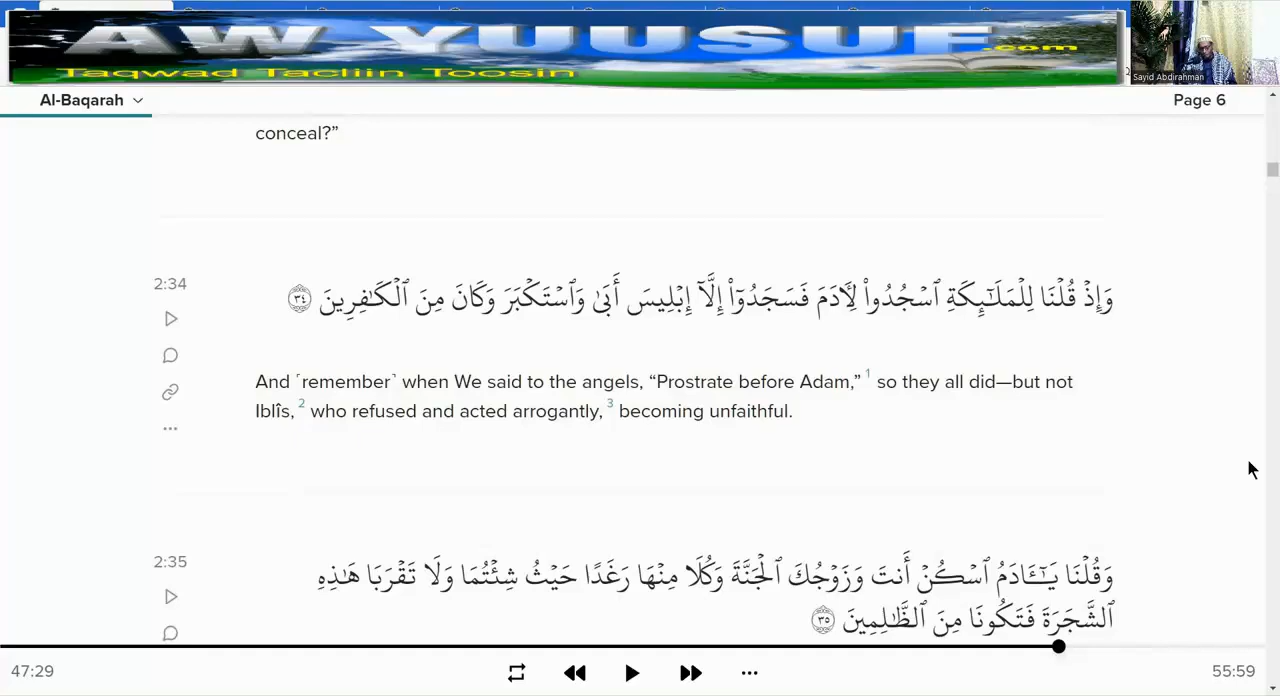 AW YUUSUF.com
Taqwad Tacliin Toosin
Sayid Abdirahman
Al-Baqarah
Page 6
conceal?”
2:34
وَإِذْ قُلْنَا لِلْمَلَـٰٓئِكَةِ ٱسْجُدُوا۟ لِـَٔادَمَ فَسَجَدُوٓا۟ إِلَّآ إِبْلِيسَ أَبَىٰ وَٱسْتَكْبَرَ وَكَانَ مِنَ ٱلْكَـٰفِرِينَ ٣٤
And ˹remember˺ when We said to the angels, “Prostrate before Adam,” 1 so they all did—but not
Iblîs, 2 who refused and acted arrogantly, 3 becoming unfaithful.
2:35
وَقُلْنَا يَـٰٓـَٔادَمُ ٱسْكُنْ أَنتَ وَزَوْجُكَ ٱلْجَنَّةَ وَكُلَا مِنْهَا رَغَدًا حَيْثُ شِئْتُمَا وَلَا تَقْرَبَا هَـٰذِهِ
ٱلشَّجَرَةَ فَتَكُونَا مِنَ ٱلظَّـٰلِمِينَ ٣٥
47:29
55:59